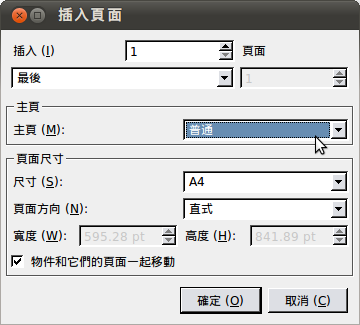 插入頁面
插入 (I) 1 頁面
最後 1
主頁
主頁 (M): 普通
頁面尺寸
尺寸 (S): A4
頁面方向 (N): 直式
寬度 (W): 595.28 pt 高度 (H): 841.89 pt
物件和它們的頁面一起移動
確定 (O) 取消 (C)